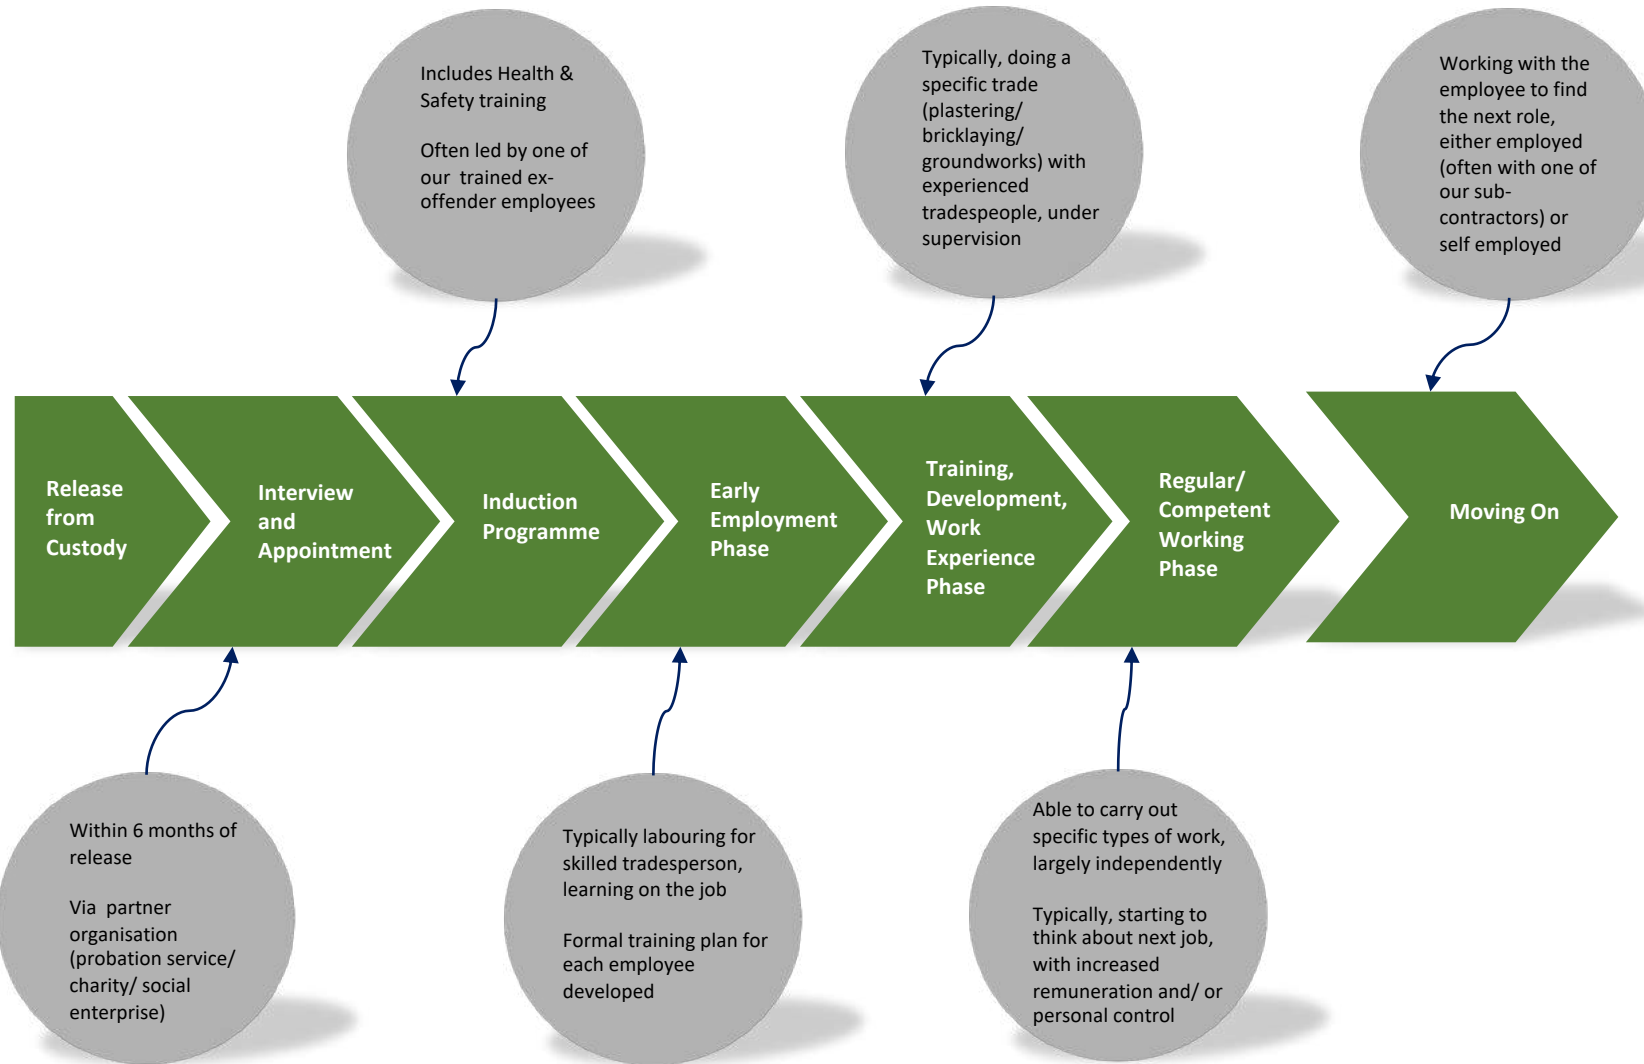 Includes Health &
Safety training
Often led by one of
our trained ex-
offender employees
Typically, doing a
specific trade
(plastering/
bricklaying/
groundworks) with
experienced
tradespeople, under
supervision
Working with the
employee to find
the next role,
either employed
(often with one of
our sub-
contractors) or
self employed
Release
from
Custody
Interview
and
Appointment
Induction
Programme
Early
Employment
Phase
Training,
Development,
Work
Experience
Phase
Regular/
Competent
Working
Phase
Moving On
Within 6 months of
release
Via partner
organisation
(probation service/
charity/ social
enterprise)
Typically labouring for
skilled tradesperson,
learning on the job
Formal training plan for
each employee
developed
Able to carry out
specific types of work,
largely independently
Typically, starting to
think about next job,
with increased
remuneration and/ or
personal control